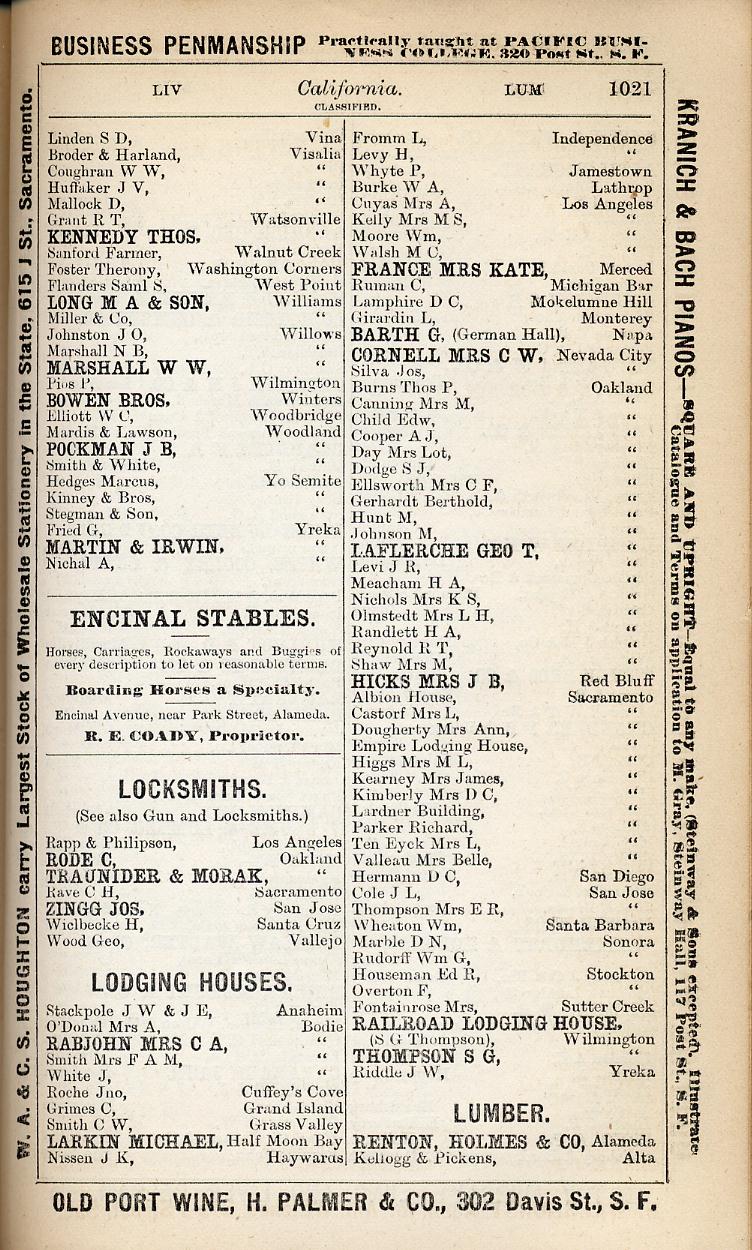 BUSINESS PENMANSHIP Practically taught at PACIFIC BUSI-
NESS COLLEGE, 320 Post St., S. F.
LIV California. LUM 1021
CLASSIFIED.
Linden S D, Vina
Broder & Harland, Visalia
Coughran W W, “
Huffaker J V, “
Mallock D, “
Grant R T, Watsonville
KENNEDY THOS. “
Sanford Farmer, Walnut Creek
Foster Therony, Washington Corners
Flanders Saml S, West Point
LONG M A & SON, Williams
Miller & Co, “
Johnston J O, Willows
Marshall N B, “
MARSHALL W W, “
Pios P, Wilmington
BOWEN BROS. Winters
Elliott W C, Woodbridge
Mardis & Lawson, Woodland
POCKMAN J B, “
Smith & White, “
Hedges Marcus, Yo Semite
Kinney & Bros, “
Stegman & Son, “
Fried G, Yreka
MARTIN & IRWIN. “
Nichal A, “
ENCINAL STABLES.
Horses, Carriages, Rockaways and Buggies of
every description to let on reasonable terms.
Boarding Horses a Specialty.
Encinal Avenue, near Park Street, Alameda.
R. E. COADY, Proprietor.
LOCKSMITHS.
(See also Gun and Locksmiths.)
Rapp & Philipson, Los Angeles
RODE C, Oakland
TRAUNIDER & MORAK, “
Rave C H, Sacramento
ZINGG JOS. San Jose
Wielbecke H, Santa Cruz
Wood Geo, Vallejo
LODGING HOUSES.
Stackpole J W & J E, Anaheim
O'Donal Mrs A, Bodie
RABJOHN MRS C A, “
Smith Mrs F A M, “
White J, “
Roche Jno, Cuffey's Cove
Grimes C, Grand Island
Smith C W, Grass Valley
LARKIN MICHAEL, Half Moon Bay
Nissen J K, Haywards
Fromm L, Independence
Levy H, “
Whyte P, Jamestown
Burke W A, Lathrop
Cuyas Mrs A, Los Angeles
Kelly Mrs M S, “
Moore Wm, “
Walsh M C, “
FRANCE MRS KATE, Merced
Ruman C, Michigan Bar
Lamphire D C, Mokelumne Hill
Girardin L, Monterey
BARTH G, (German Hall), Napa
CORNELL MRS C W. Nevada City
Silva Jos, “
Burns Thos P, Oakland
Canning Mrs M, “
Child Edw, “
Cooper A J, “
Day Mrs Lot, “
Dodge S J, “
Ellsworth Mrs C F, “
Gerhardt Berthold, “
Hunt M, “
Johnson M, “
LAFLERCHE GEO T, “
Levi J R, “
Meacham H A, “
Nichols Mrs K S, “
Olmstedt Mrs L H, “
Randlett H A, “
Reynold R T, “
Shaw Mrs M, “
HICKS MRS J B, Red Bluff
Albion House, Sacramento
Castorf Mrs L, “
Dougherty Mrs Ann, “
Empire Lodging House, “
Higgs Mrs M L, “
Kearney Mrs James, “
Kimberly Mrs D C, “
Lardner Building, “
Parker Richard, “
Ten Eyck Mrs L, “
Valleau Mrs Belle, “
Hermann D C, San Diego
Cole J L, San Jose
Thompson Mrs E R, “
Wheaton Wm, Santa Barbara
Marble D N, Sonora
Rudorff Wm G, “
Houseman Ed R, Stockton
Overton F, “
Fontainrose Mrs, Sutter Creek
RAILROAD LODGING HOUSE.
(S G Thompson), Wilmington
THOMPSON S G, “
Riddle J W, Yreka
LUMBER.
RENTON, HOLMES & CO, Alameda
Kellogg & Pickens, Alta
OLD PORT WINE, H. PALMER & CO., 302 Davis St., S. F.
W. A. & C. S. HOUGHTON carry Largest Stock of Wholesale Stationery in the State, 615 J St., Sacramento.
KRANICH & BACH PIANOS—SQUARE AND UPRIGHT—Equal to any make. (Steinway & Sons excepted). Illustrate
Catalogue and Terms on application to M. Gray, Steinway Hall, 117 Post St., S. F.